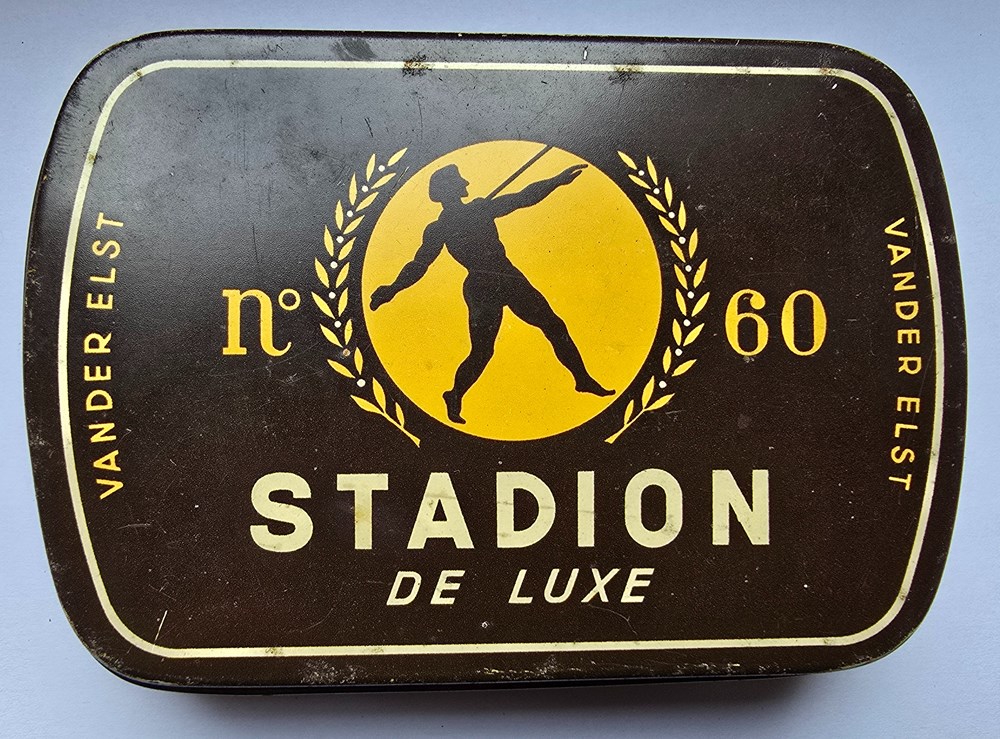 VANDER ELST
n° 60
STADION
DE LUXE
VANDER ELST